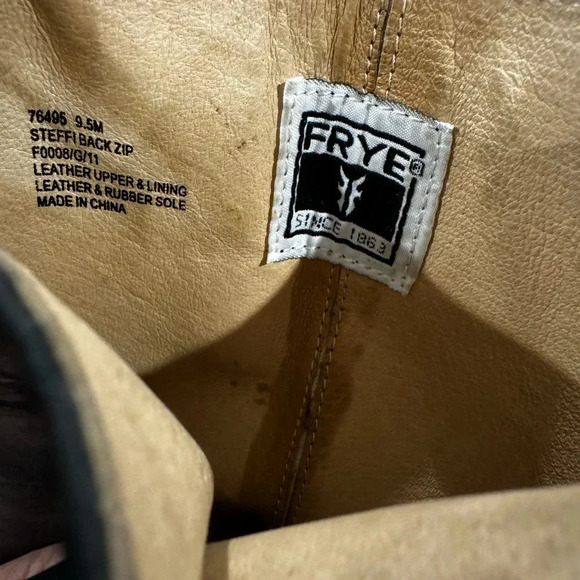 76495 9.5M
STEFFI BACK ZIP
F0008/G/11
LEATHER UPPER & LINING
LEATHER & RUBBER SOLE
MADE IN CHINA
FRYE®
SINCE 1863